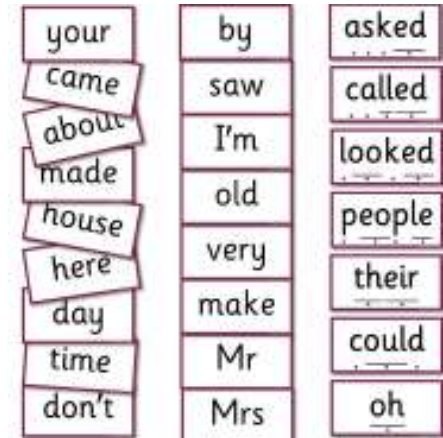 your
came
about
made
house
here
day
time
don't
by
saw
I'm
old
very
make
Mr
Mrs
asked
called
looked
people
their
could
oh